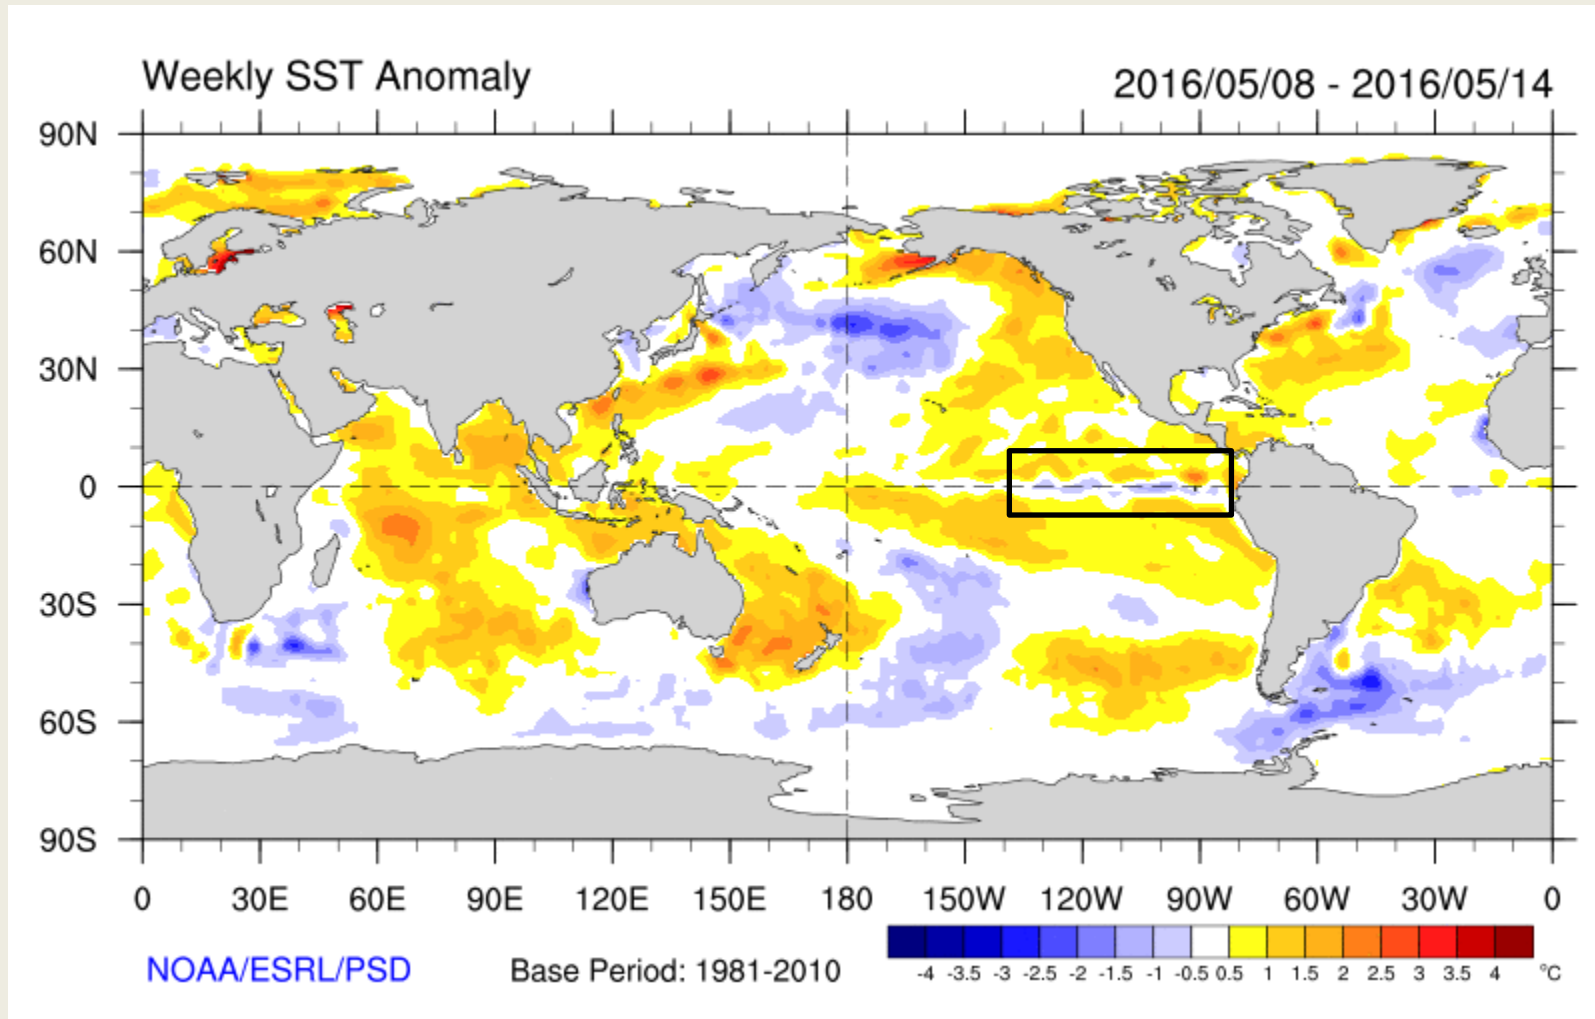 Weekly SST Anomaly
2016/05/08 - 2016/05/14
90N
60N
30N
0
30S
60S
90S
0 30E 60E 90E 120E 150E 180 150W 120W 90W 60W 30W 0
-4 -3.5 -3 -2.5 -2 -1.5 -1 -0.5 0.5 1 1.5 2 2.5 3 3.5 4 °C
NOAA/ESRL/PSD
Base Period: 1981-2010